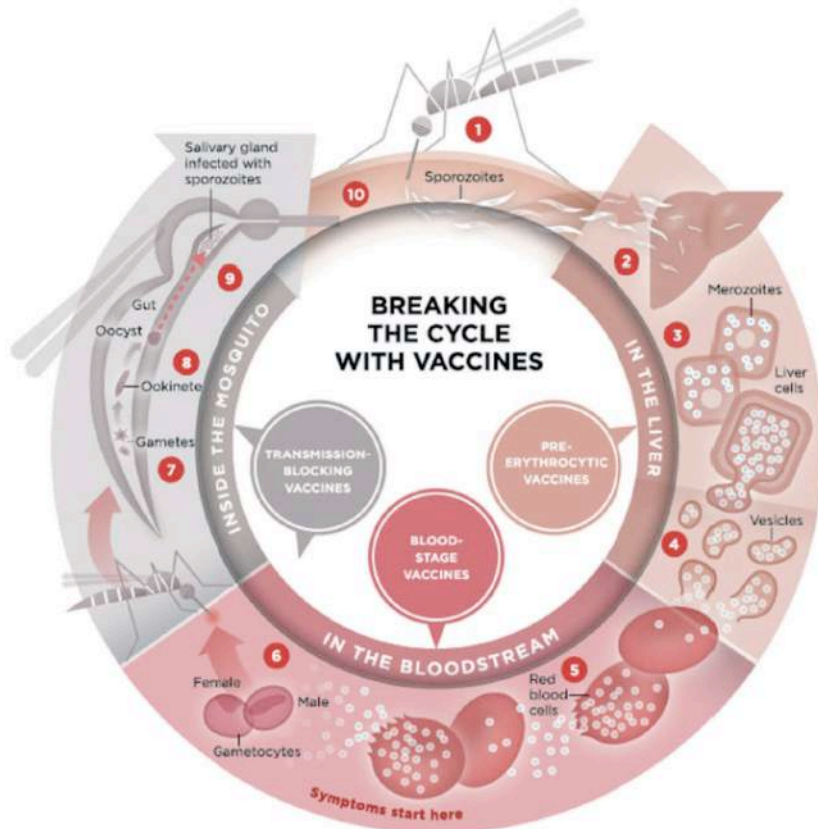 BREAKING
THE CYCLE
WITH VACCINES
1
Sporozoites
2
IN THE LIVER
Merozoites
3
Liver
cells
PRE-
ERYTHROCYTIC
VACCINES
Vesicles
4
5
Red
blood
cells
IN THE BLOODSTREAM
BLOOD-
STAGE
VACCINES
Symptoms start here
6
Female
Male
Gametocytes
INSIDE THE MOSQUITO
TRANSMISSION-
BLOCKING
VACCINES
7
Gametes
Ookinete
8
Oocyst
Gut
9
Salivary gland
infected with
sporozoites
10